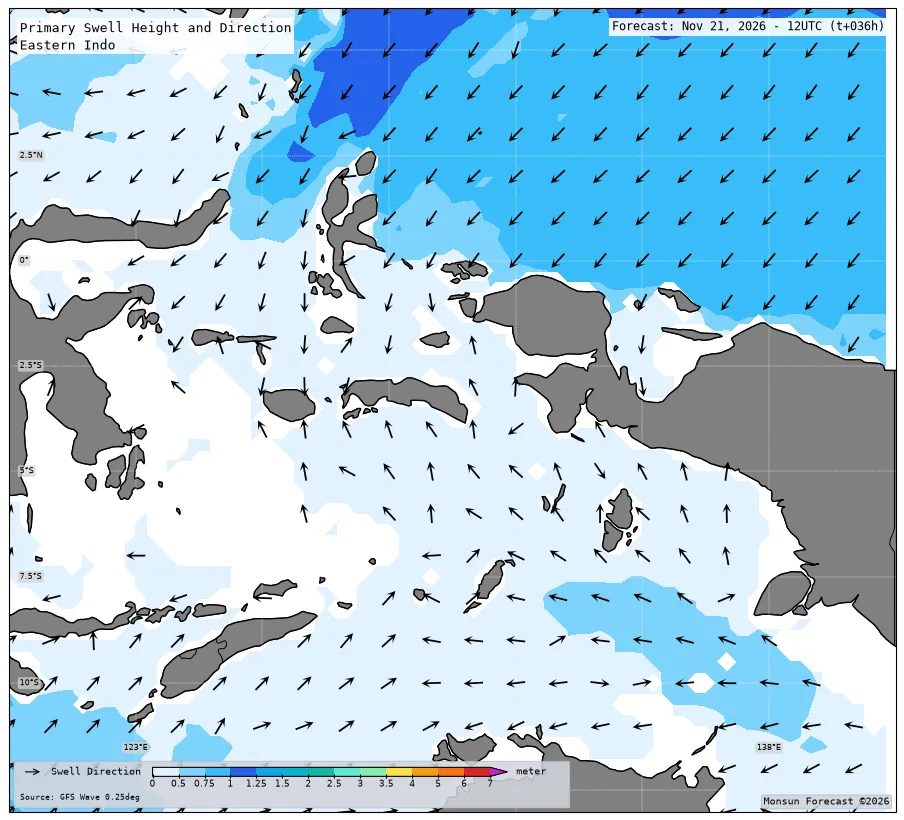 Primary Swell Height and Direction
Eastern Indo
Forecast: Nov 21, 2026 - 12UTC (t+036h)
2.5°N
0°
2.5°S
5°S
7.5°S
10°S
123°E
138°E
Swell Direction
meter
0 0.5 0.75 1 1.25 1.5 2 2.5 3 3.5 4 5 6 7
Source: GFS Wave 0.25deg
Monsun Forecast ©2026